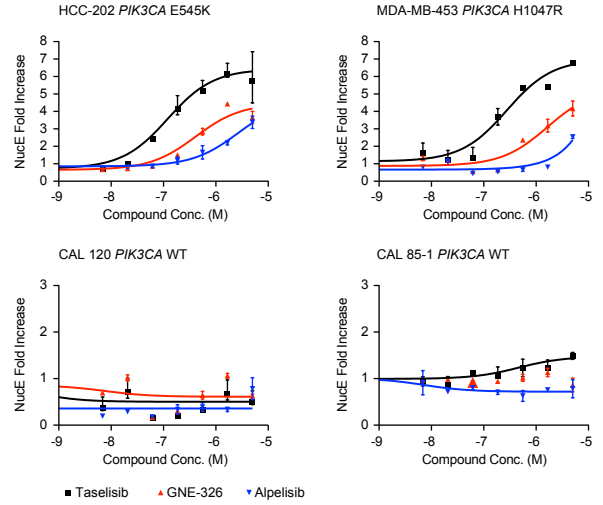 HCC-202 PIK3CA E545K
NucE Fold Increase
8
7
6
5
4
3
2
1
0
-9 -8 -7 -6 -5
Compound Conc. (M)
MDA-MB-453 PIK3CA H1047R
NucE Fold Increase
8
7
6
5
4
3
2
1
0
-9 -8 -7 -6 -5
Compound Conc. (M)
CAL 120 PIK3CA WT
NucE Fold Increase
3
2
1
0
-9 -8 -7 -6 -5
Compound Conc. (M)
CAL 85-1 PIK3CA WT
NucE Fold Increase
3
2
1
0
-9 -8 -7 -6 -5
Compound Conc. (M)
Taselisib GNE-326 Alpelisib